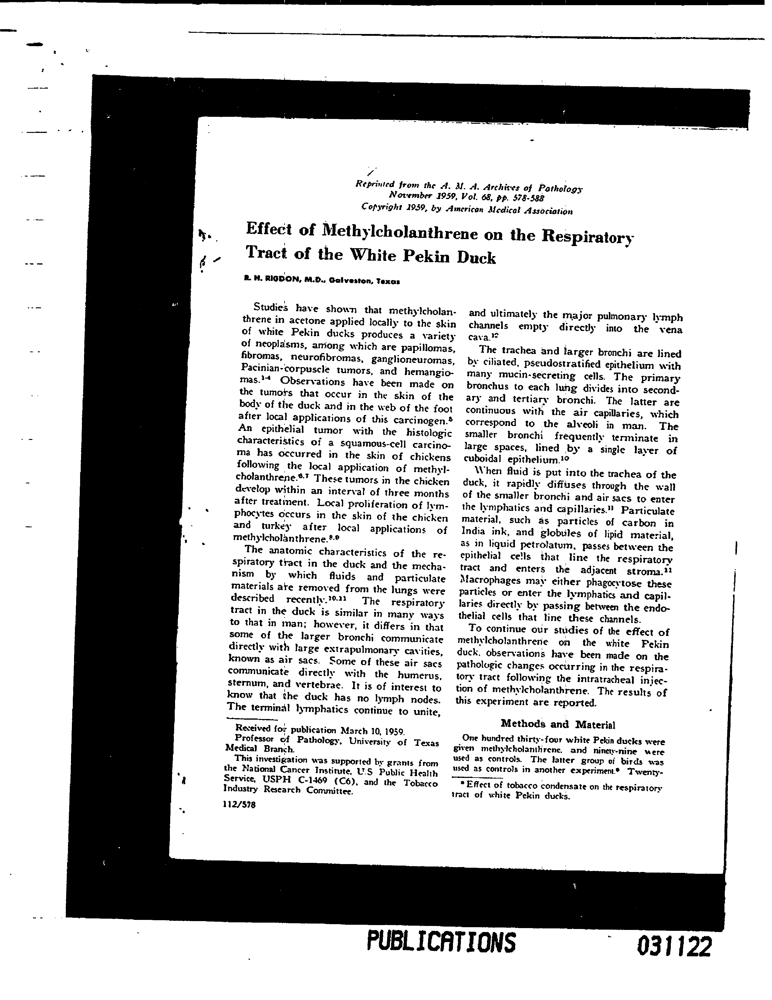 Reprinted from the A. M. A. Archives of Pathology
November 1959, Vol. 68, pp. 578-588
Copyright 1959, by American Medical Association
Effect of Methylcholanthrene on the Respiratory
Tract of the White Pekin Duck
R. H. RIGDON, M.D., Galveston, Texas
Studies have shown that methylcholan-
threne in acetone applied locally to the skin
of white Pekin ducks produces a variety
of neoplasms, among which are papillomas,
fibromas, neurofibromas, ganglioneuromas,
Pacinian-corpuscle tumors, and hemangio-
mas.1-4 Observations have been made on
the tumors that occur in the skin of the
body of the duck and in the web of the foot
after local applications of this carcinogen.5
An epithelial tumor with the histologic
characteristics of a squamous-cell carcino-
ma has occurred in the skin of chickens
following the local application of methyl-
cholanthrene.6,7 These tumors in the chicken
develop within an interval of three months
after treatment. Local proliferation of lym-
phocytes occurs in the skin of the chicken
and turkey after local applications of
methylcholanthrene.8,9
The anatomic characteristics of the re-
spiratory tract in the duck and the mecha-
nism by which fluids and particulate
materials are removed from the lungs were
described recently.10,11 The respiratory
tract in the duck is similar in many ways
to that in man; however, it differs in that
some of the larger bronchi communicate
directly with large extrapulmonary cavities,
known as air sacs. Some of these air sacs
communicate directly with the humerus,
sternum, and vertebrae. It is of interest to
know that the duck has no lymph nodes.
The terminal lymphatics continue to unite,
Received for publication March 10, 1959.
Professor of Pathology, University of Texas
Medical Branch.
This investigation was supported by grants from
the National Cancer Institute, U.S Public Health
Service, USPH C-1469 (C6), and the Tobacco
Industry Research Committee.
112/578
and ultimately the major pulmonary lymph
channels empty directly into the vena
cava.12
The trachea and larger bronchi are lined
by ciliated, pseudostratified epithelium with
many mucin-secreting cells. The primary
bronchus to each lung divides into second-
ary and tertiary bronchi. The latter are
continuous with the air capillaries, which
correspond to the alveoli in man. The
smaller bronchi frequently terminate in
large spaces, lined by a single layer of
cuboidal epithelium.10
When fluid is put into the trachea of the
duck, it rapidly diffuses through the wall
of the smaller bronchi and air sacs to enter
the lymphatics and capillaries.11 Particulate
material, such as particles of carbon in
India ink, and globules of lipid material,
as in liquid petrolatum, passes between the
epithelial cells that line the respiratory
tract and enters the adjacent stroma.11
Macrophages may either phagocytose these
particles or enter the lymphatics and capil-
laries directly by passing between the endo-
thelial cells that line these channels.
To continue our studies of the effect of
methylcholanthrene on the white Pekin
duck, observations have been made on the
pathologic changes occurring in the respira-
tory tract following the intratracheal injec-
tion of methylcholanthrene. The results of
this experiment are reported.
Methods and Material
One hundred thirty-four white Pekin ducks were
given methylcholanthrene, and ninety-nine were
used as controls. The latter group of birds was
used as controls in another experiment.* Twenty-
* Effect of tobacco condensate on the respiratory
tract of white Pekin ducks.
PUBLICATIONS
031122